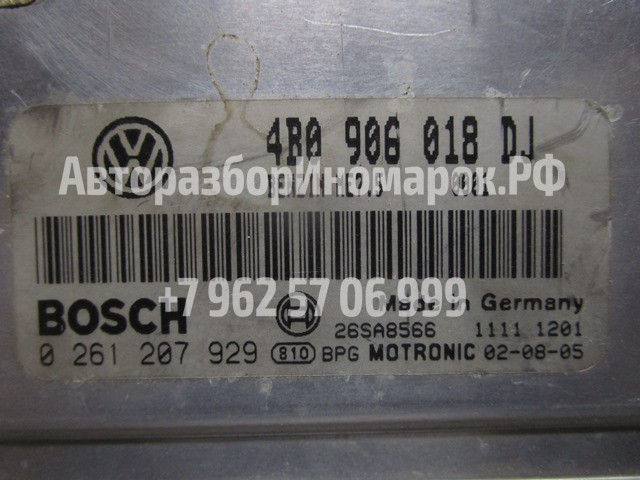 4B0 906 018 DJ
АвторазборИномарок.РФ
0001
+7 962 57 06 999
BOSCH
Made in Germany
26SA8566 1111 1201
0 261 207 929 810 BPG MOTRONIC 02-08-05